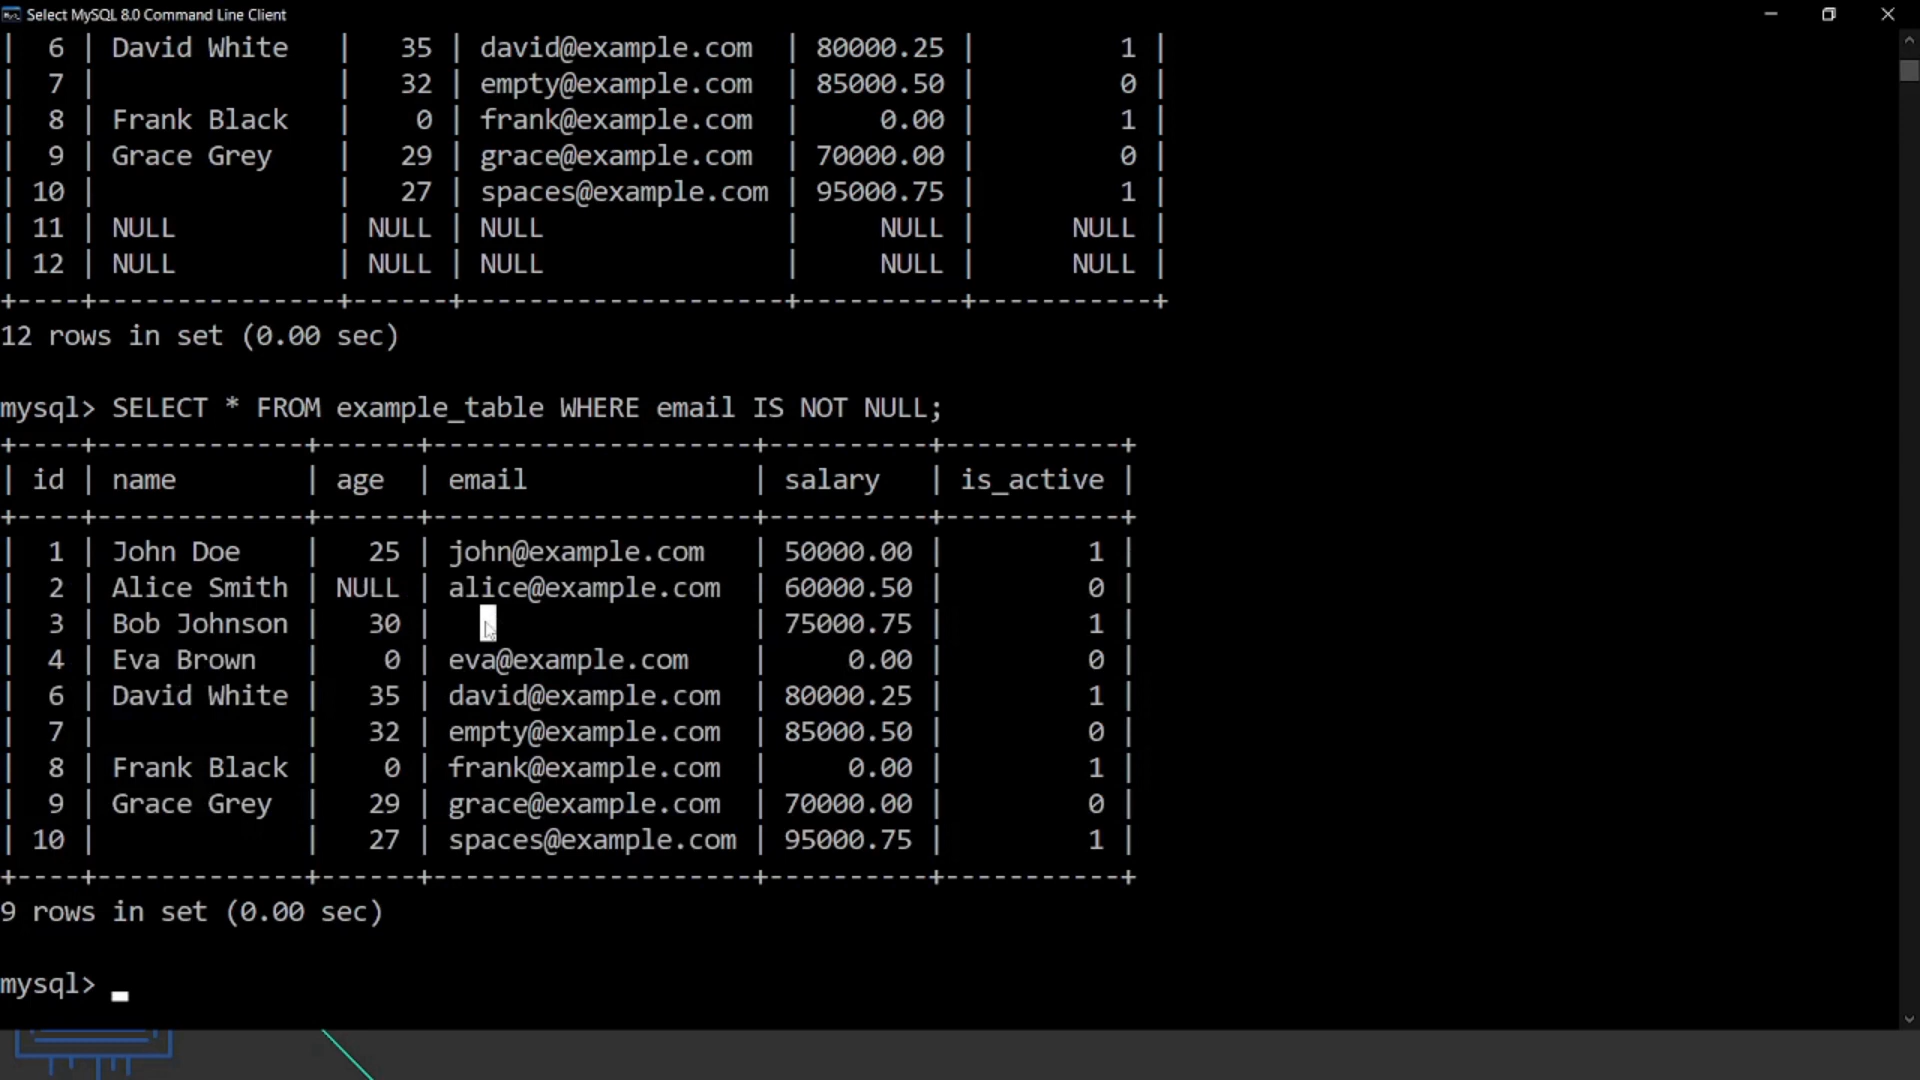 Select MySQL 8.0 Command Line Client
|  6 | David White   |   35 | david@example.com   | 80000.25 |         1 |
|  7 |               |   32 | empty@example.com   | 85000.50 |         0 |
|  8 | Frank Black   |    0 | frank@example.com   |     0.00 |         1 |
|  9 | Grace Grey    |   29 | grace@example.com   | 70000.00 |         0 |
| 10 |               |   27 | spaces@example.com  | 95000.75 |         1 |
| 11 | NULL          | NULL | NULL                |     NULL |      NULL |
| 12 | NULL          | NULL | NULL                |     NULL |      NULL |
+----+---------------+------+---------------------+----------+-----------+
12 rows in set (0.00 sec)
mysql> SELECT * FROM example_table WHERE email IS NOT NULL;
+----+-------------+------+--------------------+----------+-----------+
| id | name        | age  | email              | salary   | is_active |
+----+-------------+------+--------------------+----------+-----------+
|  1 | John Doe    |   25 | john@example.com   | 50000.00 |         1 |
|  2 | Alice Smith | NULL | alice@example.com  | 60000.50 |         0 |
|  3 | Bob Johnson |   30 |                    | 75000.75 |         1 |
|  4 | Eva Brown   |    0 | eva@example.com    |     0.00 |         0 |
|  6 | David White |   35 | david@example.com  | 80000.25 |         1 |
|  7 |             |   32 | empty@example.com  | 85000.50 |         0 |
|  8 | Frank Black |    0 | frank@example.com  |     0.00 |         1 |
|  9 | Grace Grey  |   29 | grace@example.com  | 70000.00 |         0 |
| 10 |             |   27 | spaces@example.com | 95000.75 |         1 |
+----+-------------+------+--------------------+----------+-----------+
9 rows in set (0.00 sec)
mysql>